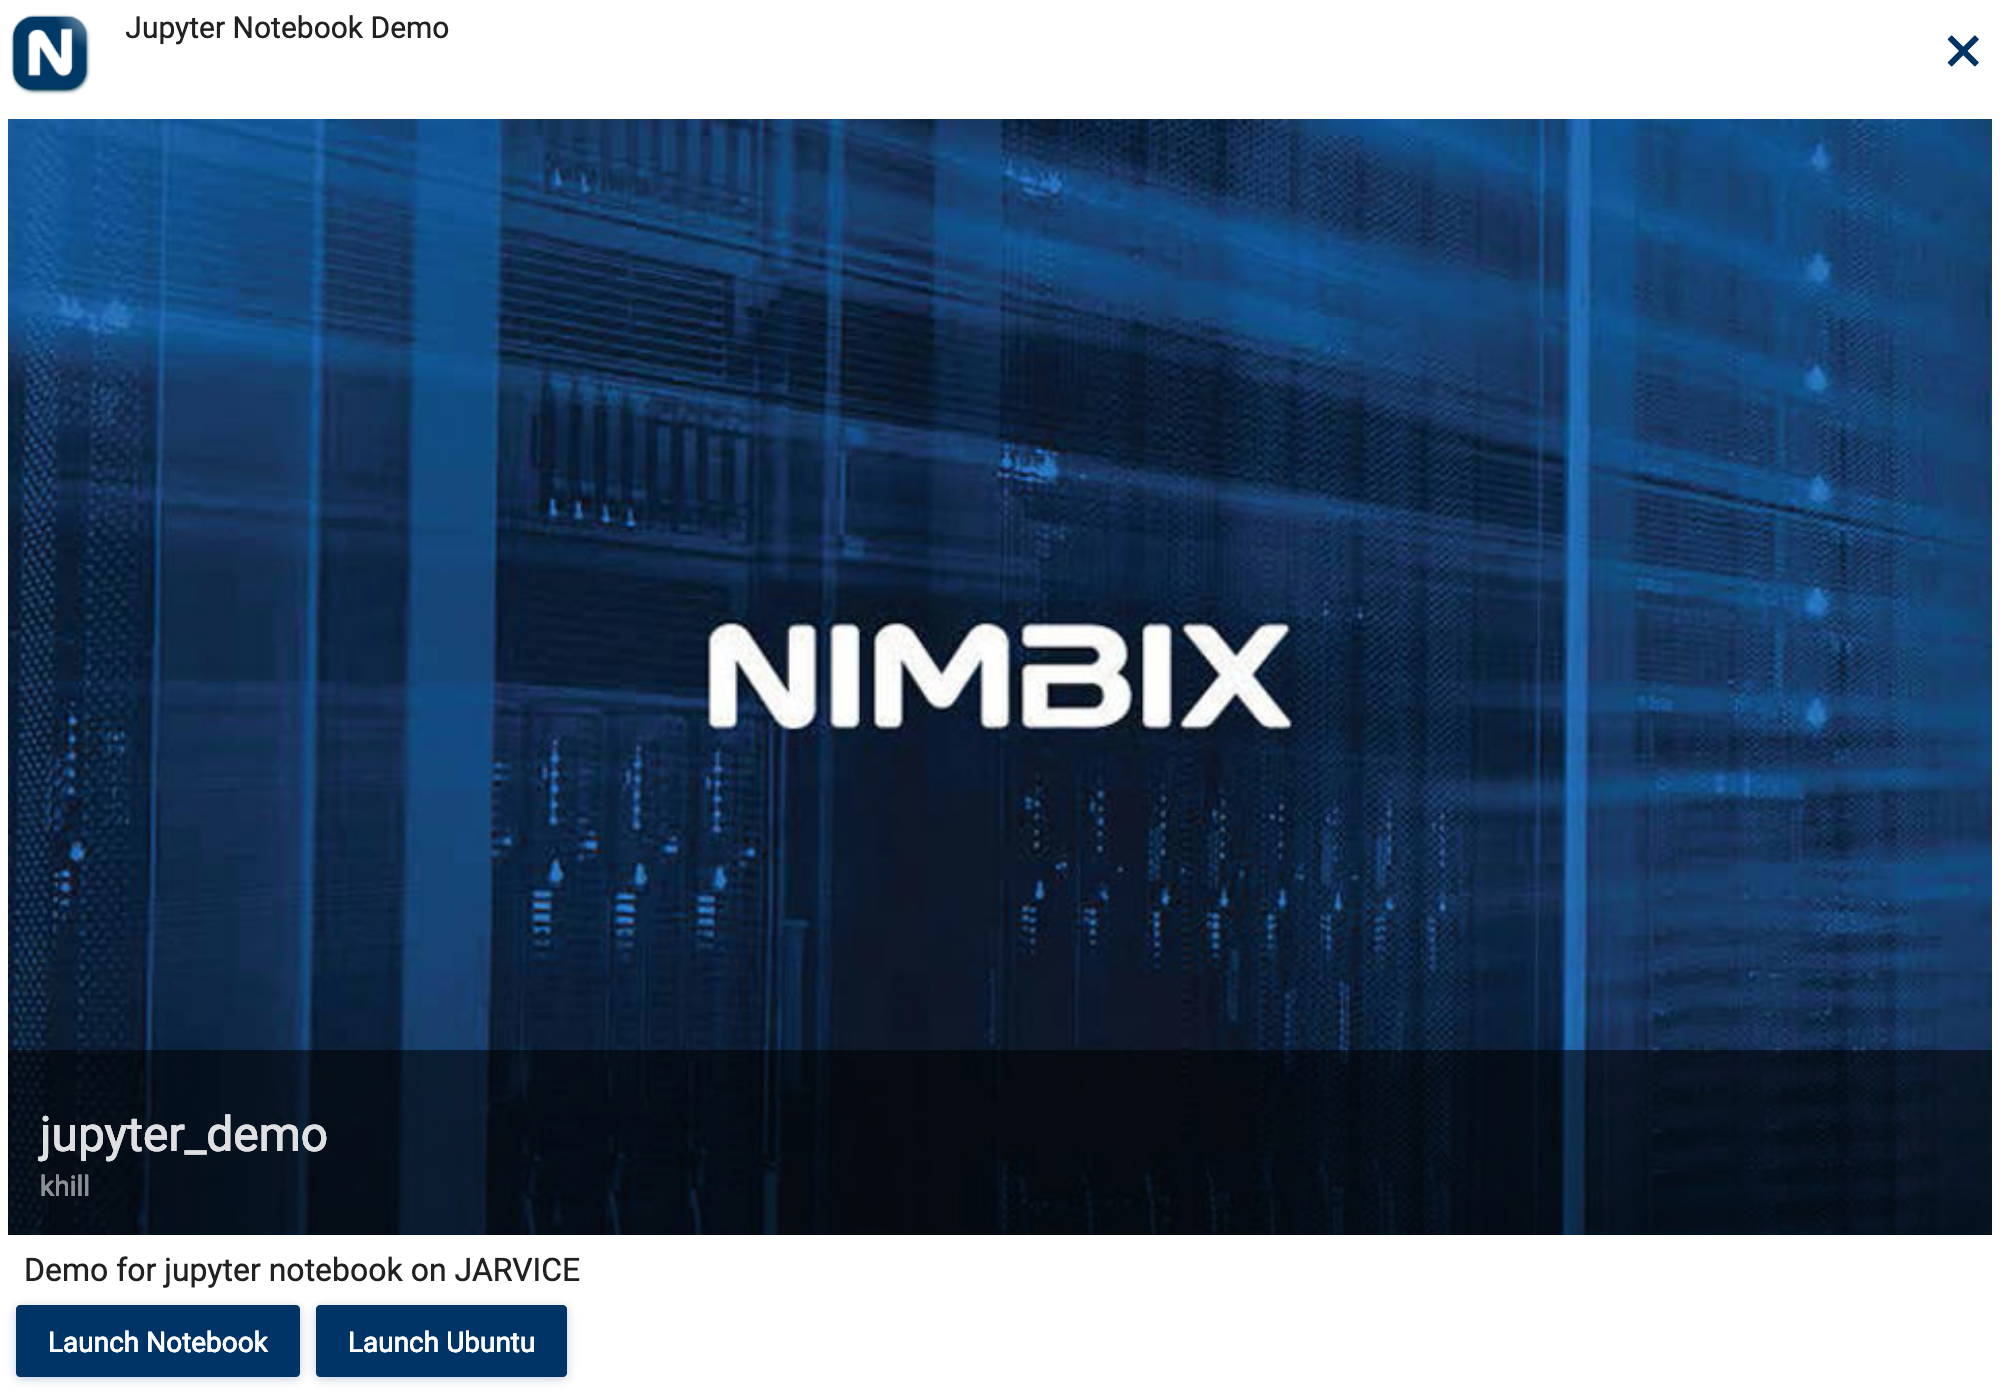 N
Jupyter Notebook Demo
NIMBIX
jupyter_demo
khill
Demo for jupyter notebook on JARVICE
Launch Notebook
Launch Ubuntu